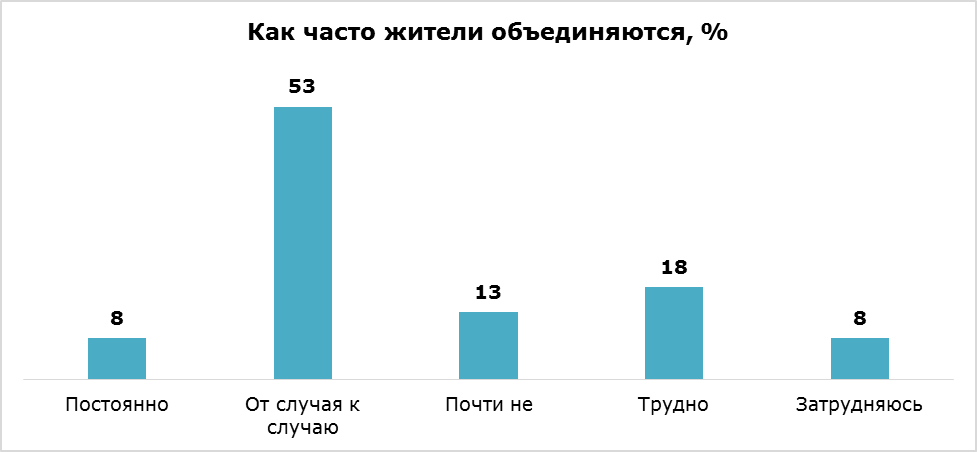 Как часто жители объединяются, %
53
18
13
8
8
Постоянно
От случая к
случаю
Почти не
Трудно
Затрудняюсь